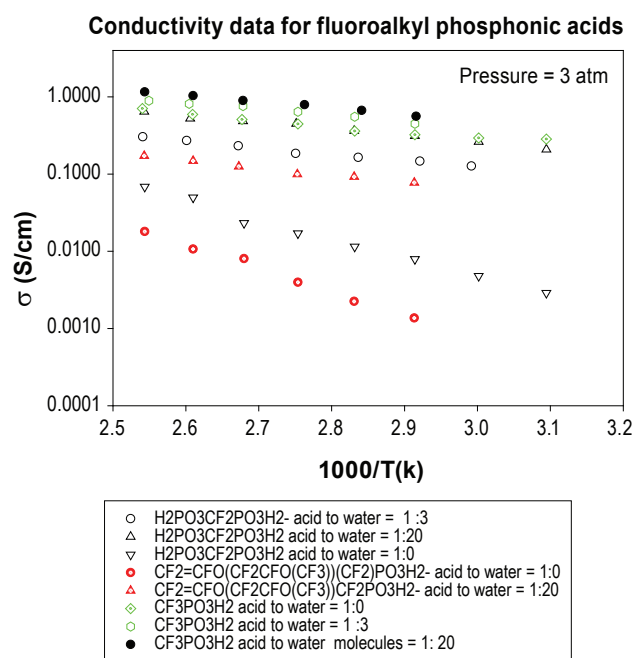 Conductivity data for fluoroalkyl phosphonic acids
Pressure = 3 atm
1.0000
0.1000
0.0100
0.0010
0.0001
σ (S/cm)
2.5 2.6 2.7 2.8 2.9 3.0 3.1 3.2
1000/T(k)
H2PO3CF2PO3H2- acid to water = 1 :3
H2PO3CF2PO3H2 acid to water = 1:20
H2PO3CF2PO3H2 acid to water = 1:0
CF2=CFO(CF2CFO(CF3))(CF2)PO3H2- acid to water = 1:0
CF2=CFO(CF2CFO(CF3))CF2PO3H2- acid to water = 1:20
CF3PO3H2 acid to water = 1:0
CF3PO3H2 acid to water = 1 :3
CF3PO3H2 acid to water molecules = 1: 20